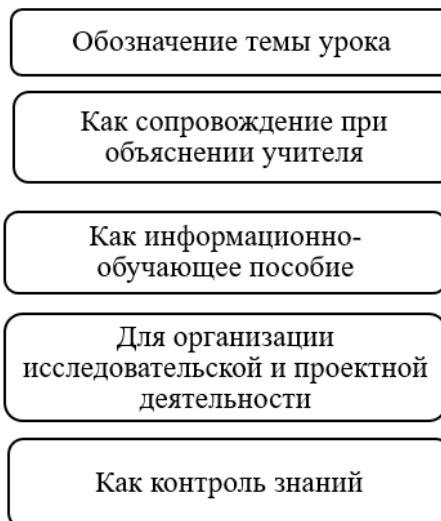 Обозначение темы урока
Как сопровождение при
объяснении учителя
Как информационно-
обучающее пособие
Для организации
исследовательской и проектной
деятельности
Как контроль знаний